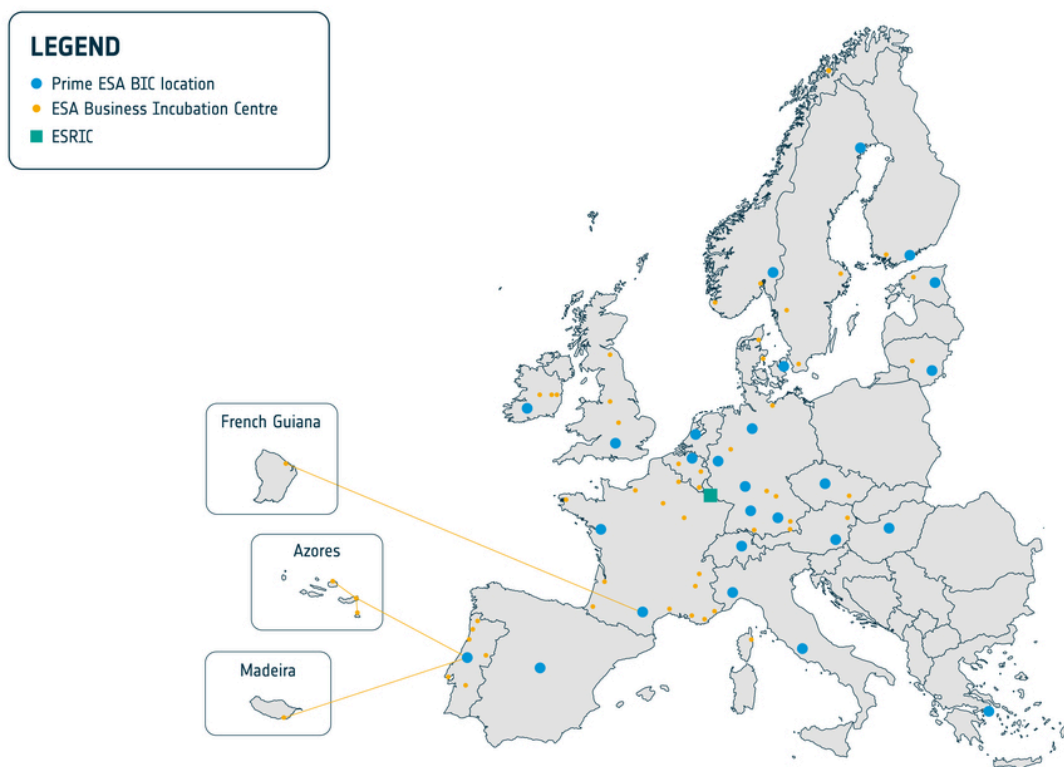 LEGEND
Prime ESA BIC location
ESA Business Incubation Centre
ESRIC
French Guiana
Azores
Madeira